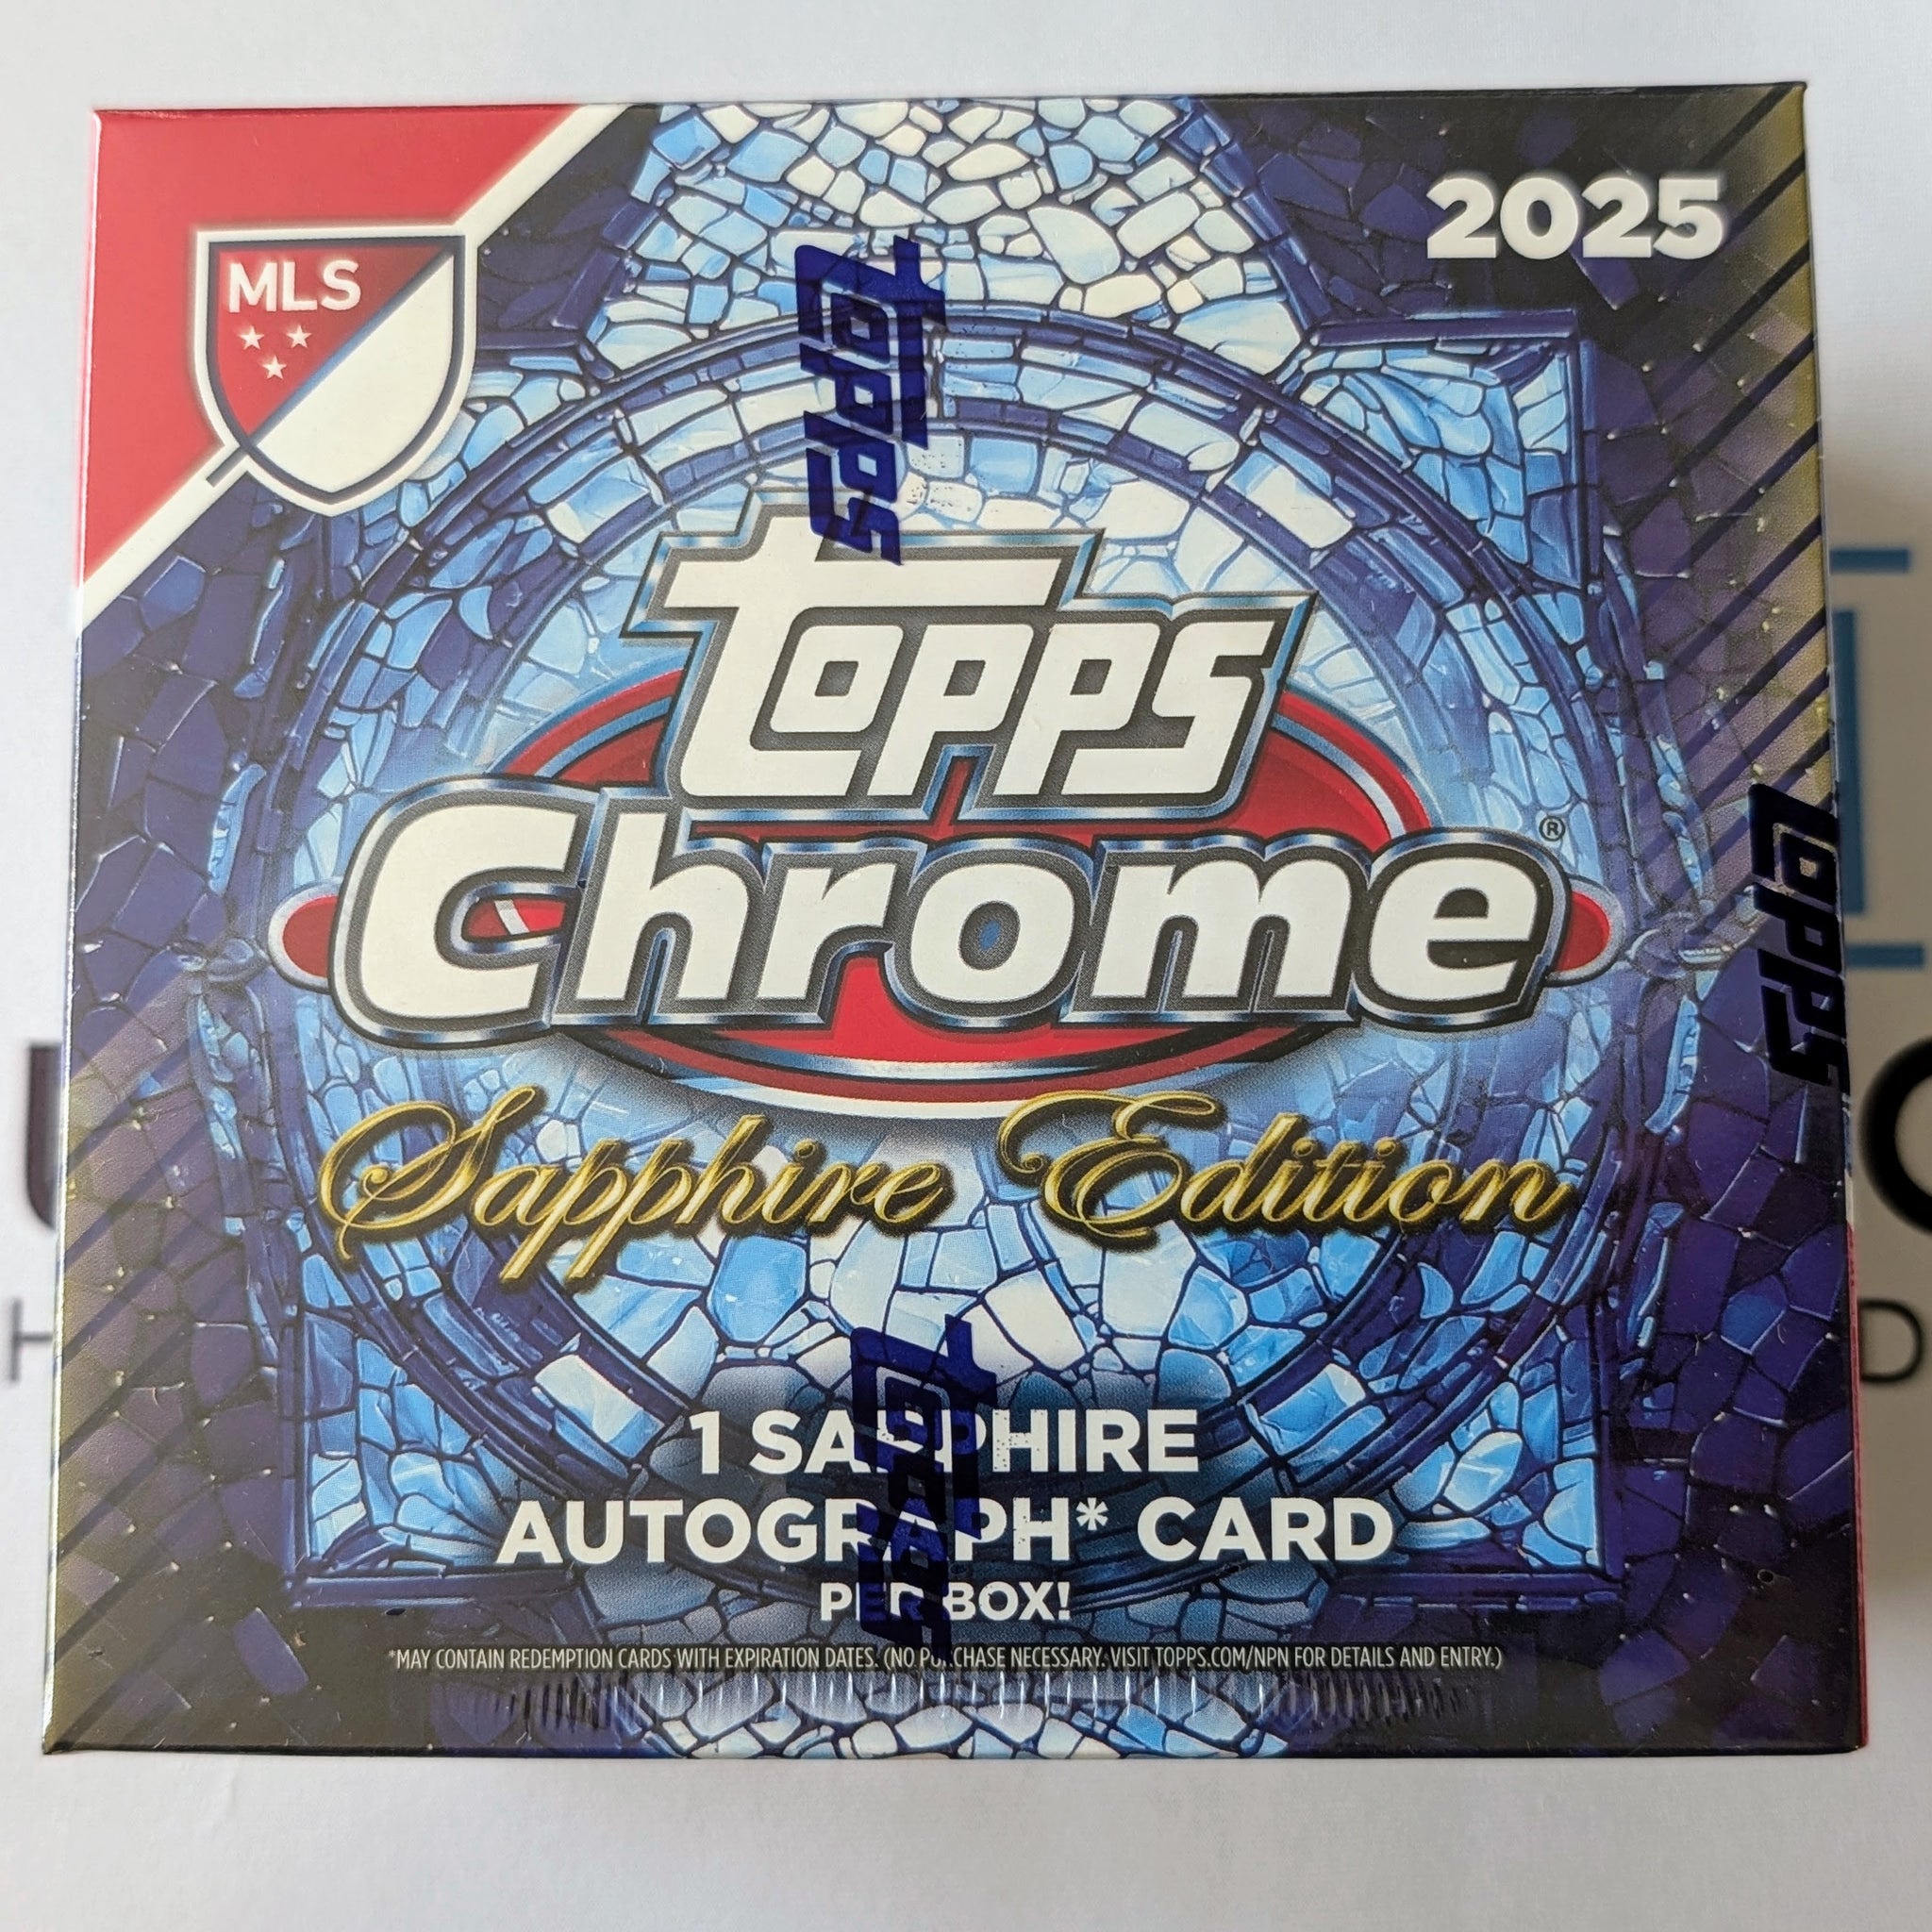 MLS
2025
topps
topps
Chrome
®
topps
Sapphire Edition
topps
1 SAPPHIRE
AUTOGRAPH* CARD
PER BOX!
*MAY CONTAIN REDEMPTION CARDS WITH EXPIRATION DATES. (NO PURCHASE NECESSARY. VISIT TOPPS.COM/NPN FOR DETAILS AND ENTRY.)